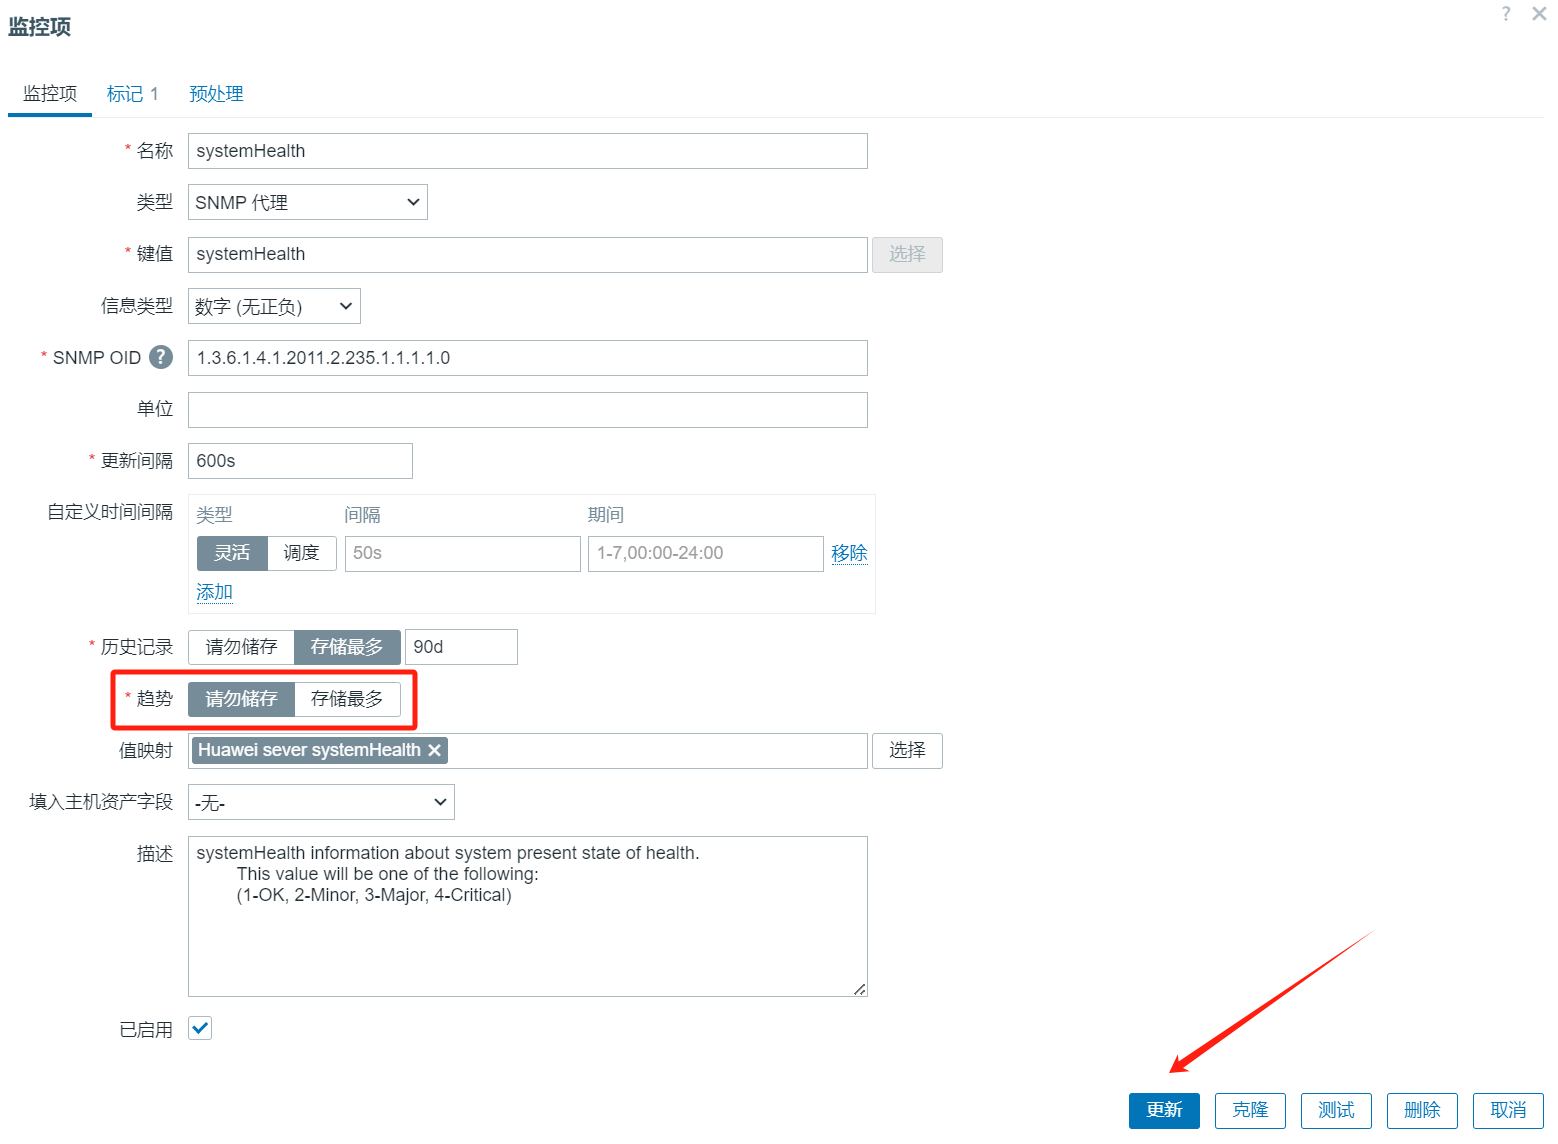 监控项
? ×
监控项 标记 1 预处理
* 名称 systemHealth
类型 SNMP 代理
* 键值 systemHealth 选择
信息类型 数字 (无正负)
* SNMP OID ? 1.3.6.1.4.1.2011.2.235.1.1.1.1.0
单位
* 更新间隔 600s
自定义时间间隔 类型 间隔 期间
灵活 调度 50s 1-7,00:00-24:00 移除
添加
* 历史记录 请勿储存 存储最多 90d
* 趋势 请勿储存 存储最多
值映射 Huawei sever systemHealth × 选择
填入主机资产字段 -无-
描述 systemHealth information about system present state of health.
This value will be one of the following:
(1-OK, 2-Minor, 3-Major, 4-Critical)
已启用
更新 克隆 测试 删除 取消